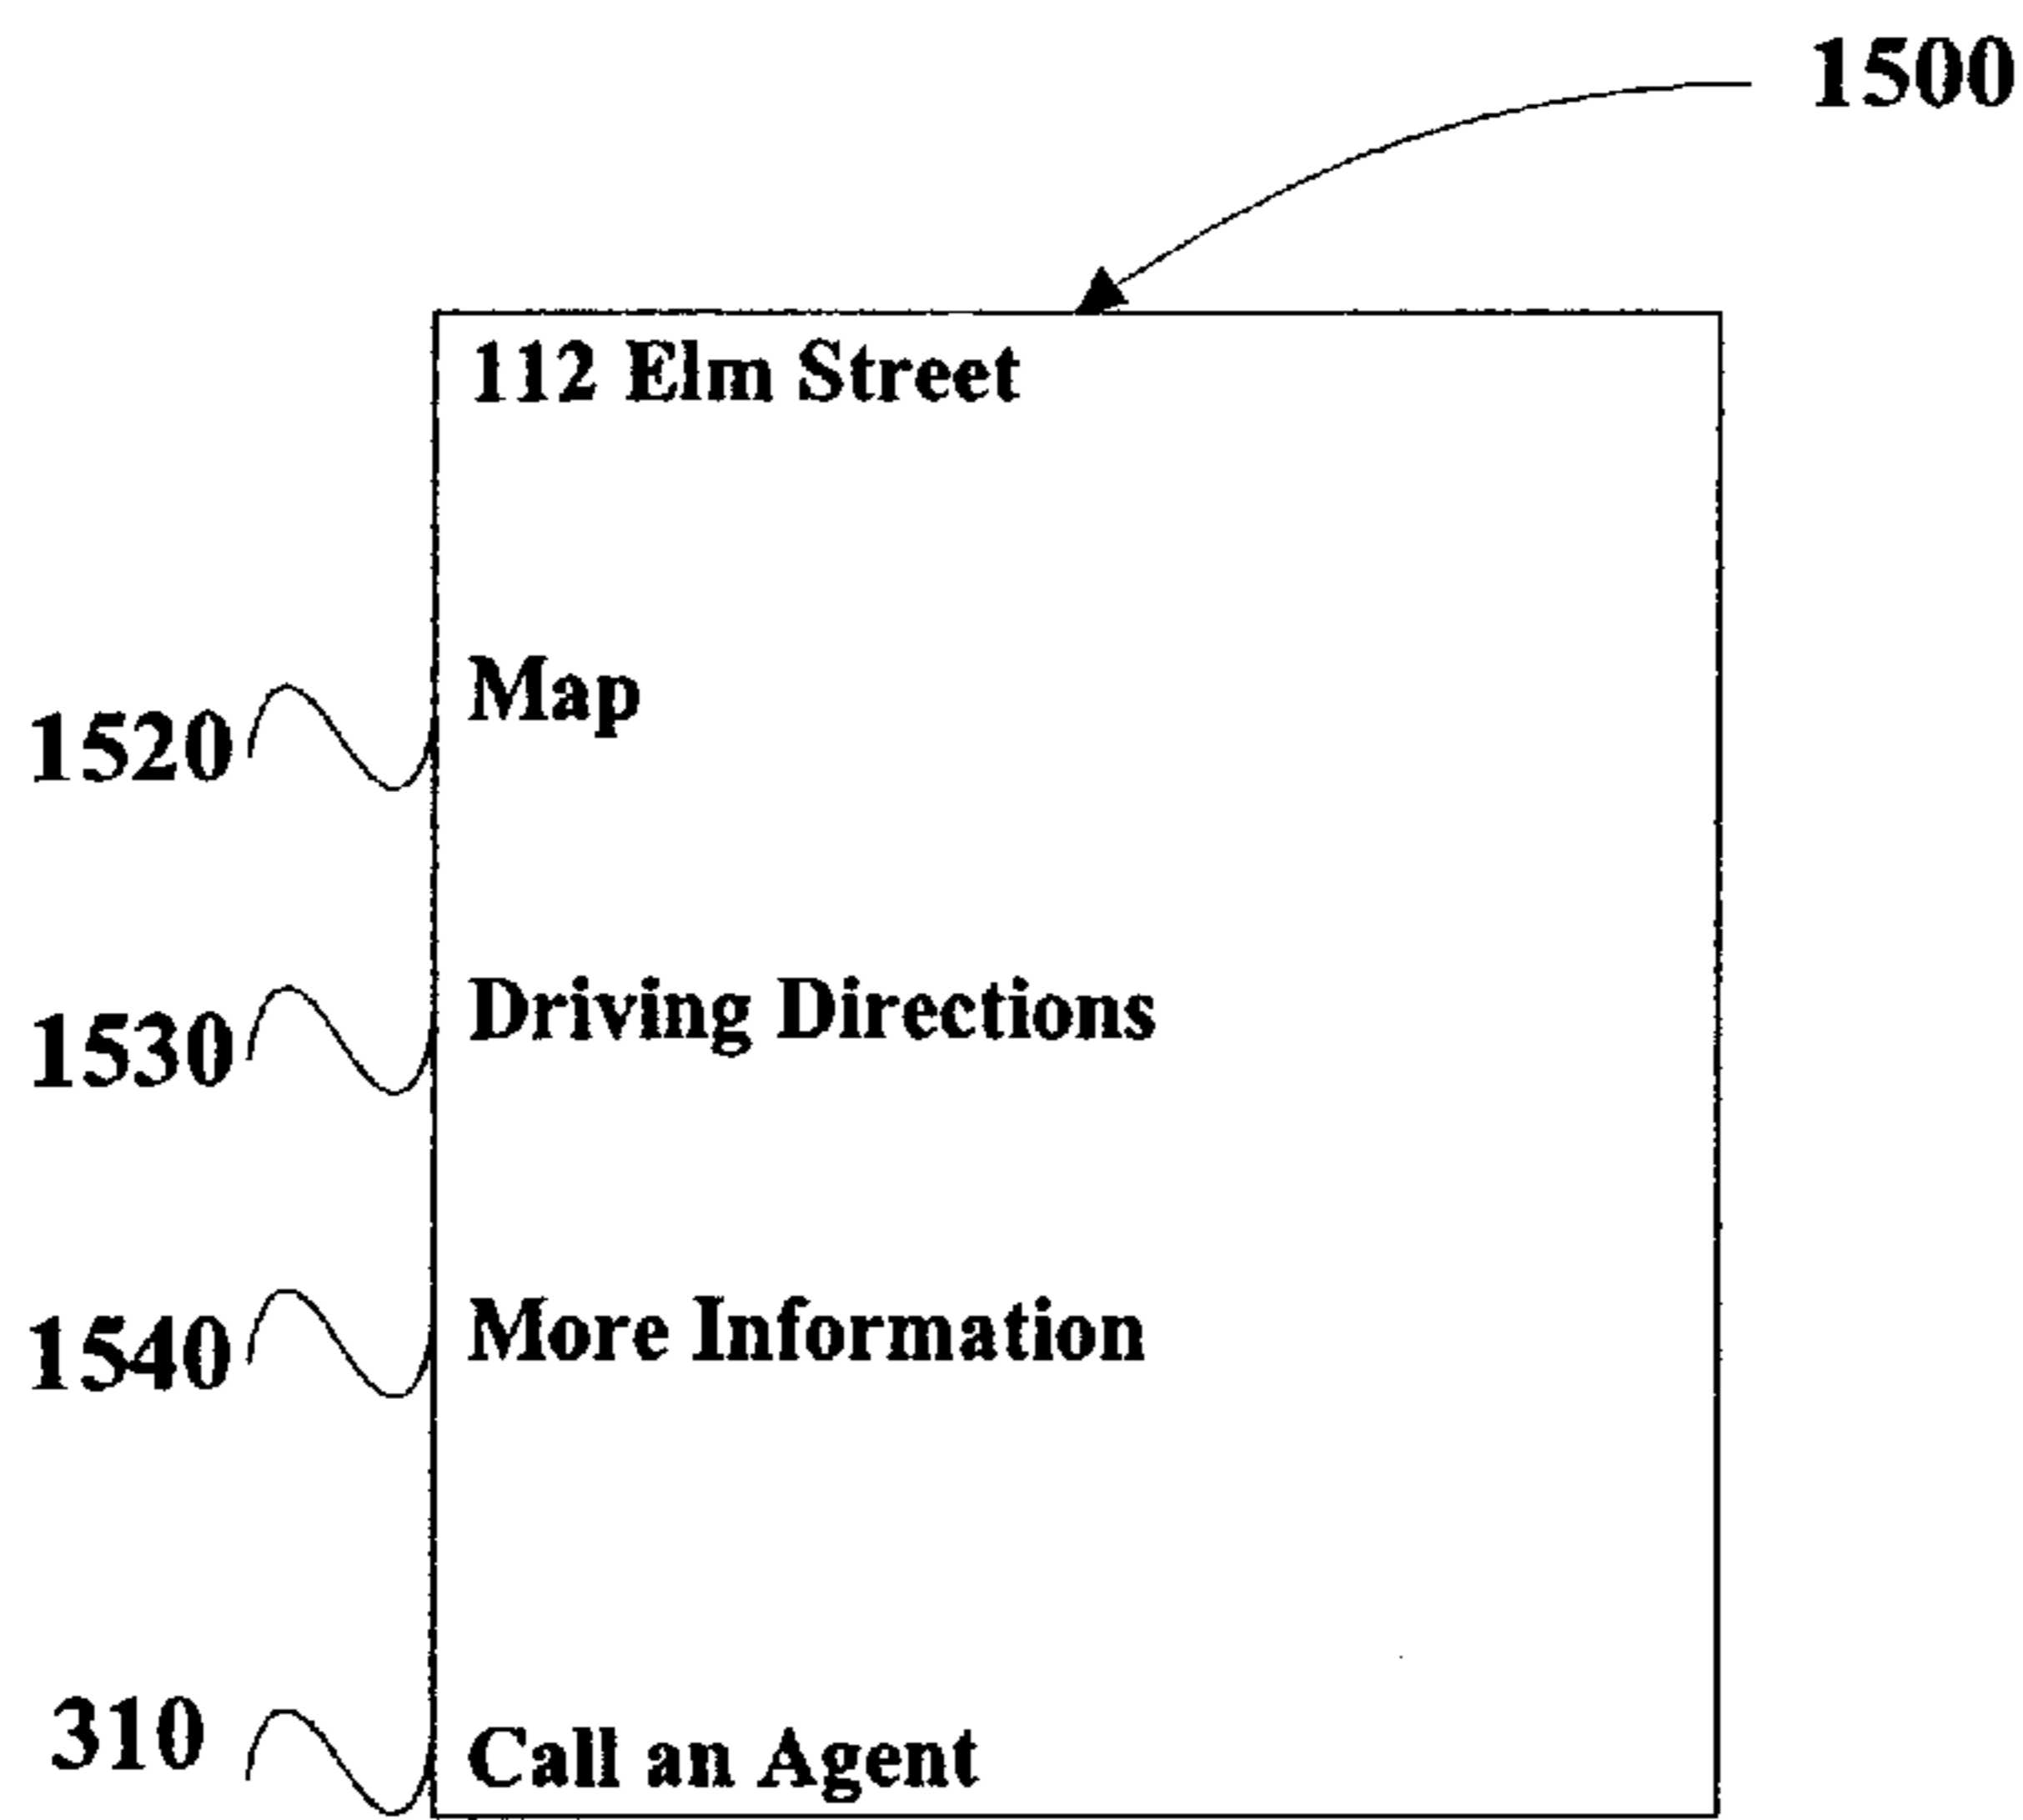 1500
112 Elm Street
1520 Map
1530 Driving Directions
1540 More Information
310 Call an Agent